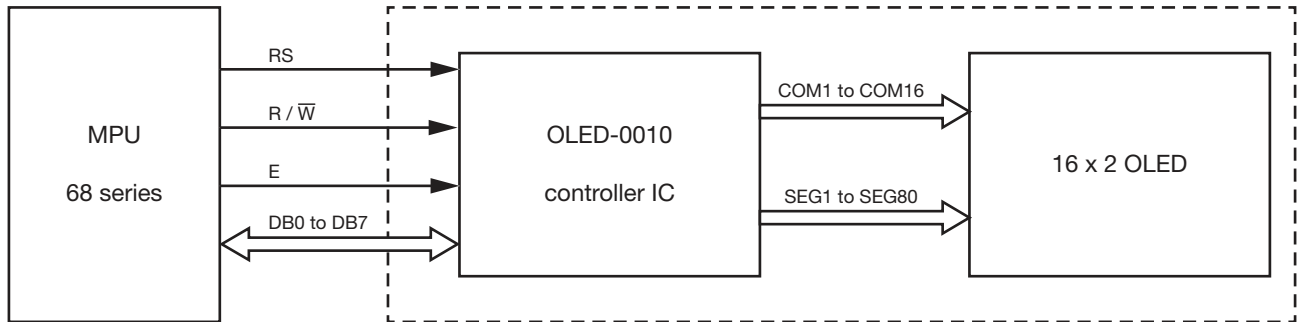 MPU
68 series
RS
R / W̅
E
DB0 to DB7
OLED-0010
controller IC
COM1 to COM16
SEG1 to SEG80
16 x 2 OLED